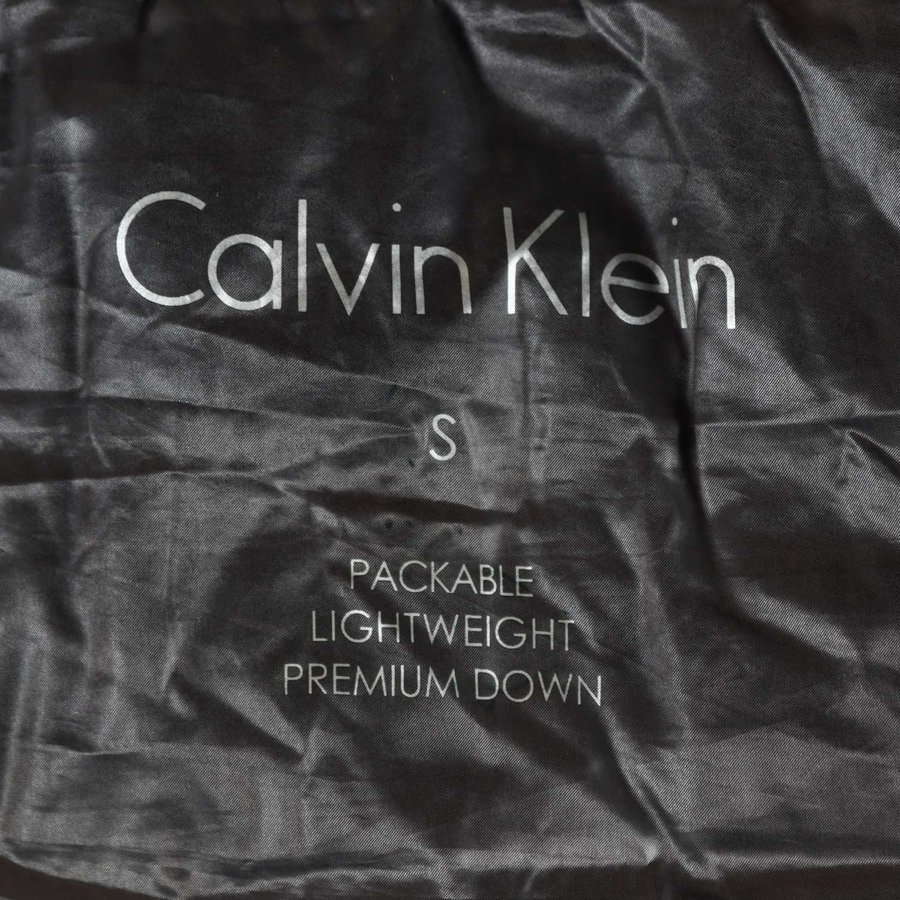 Calvin Klein
S
PACKABLE
LIGHTWEIGHT
PREMIUM DOWN